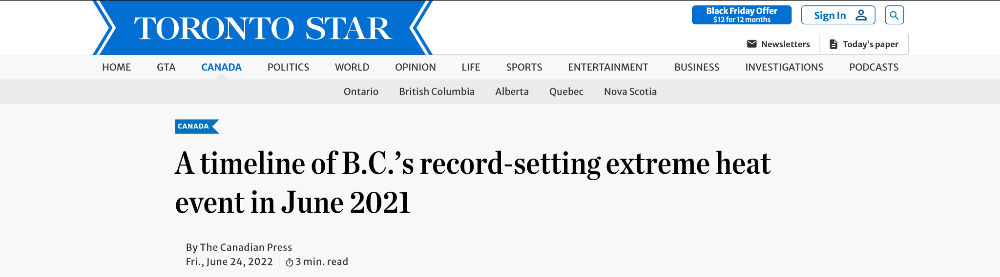 TORONTO STAR
Black Friday Offer
$12 for 12 months
Sign In
Newsletters
Today’s paper
HOME GTA CANADA POLITICS WORLD OPINION LIFE SPORTS ENTERTAINMENT BUSINESS INVESTIGATIONS PODCASTS
Ontario British Columbia Alberta Quebec Nova Scotia
CANADA
A timeline of B.C.’s record-setting extreme heat
event in June 2021
By The Canadian Press
Fri., June 24, 2022 3 min. read